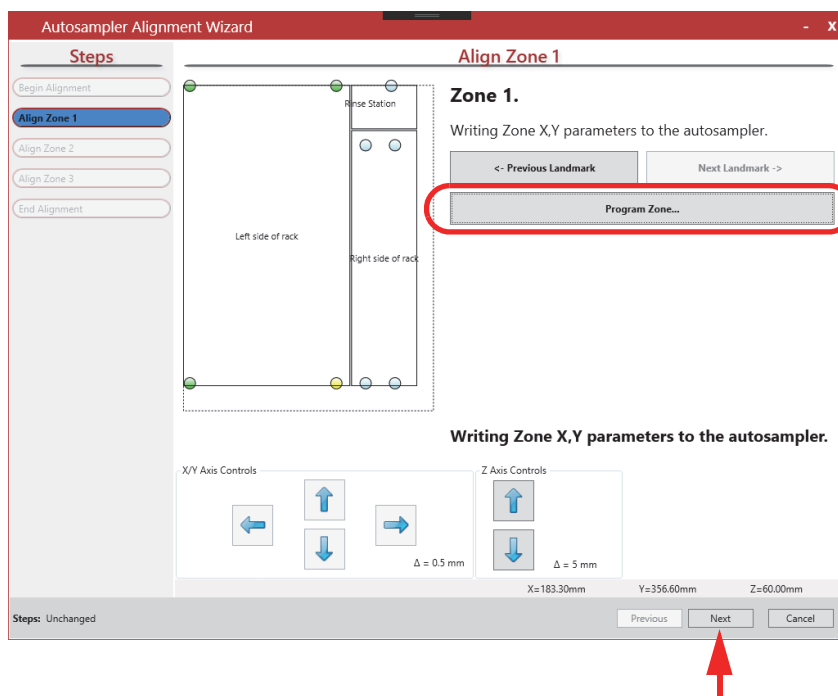 Autosampler Alignment Wizard
- X
Steps
Align Zone 1
Begin Alignment
Align Zone 1
Align Zone 2
Align Zone 3
End Alignment
Rinse Station
Left side of rack
Right side of rack
Zone 1.
Writing Zone X,Y parameters to the autosampler.
<- Previous Landmark
Next Landmark ->
Program Zone...
Writing Zone X,Y parameters to the autosampler.
X/Y Axis Controls
Δ = 0.5 mm
Z Axis Controls
Δ = 5 mm
X=183.30mm Y=356.60mm Z=60.00mm
Steps: Unchanged
Previous
Next
Cancel